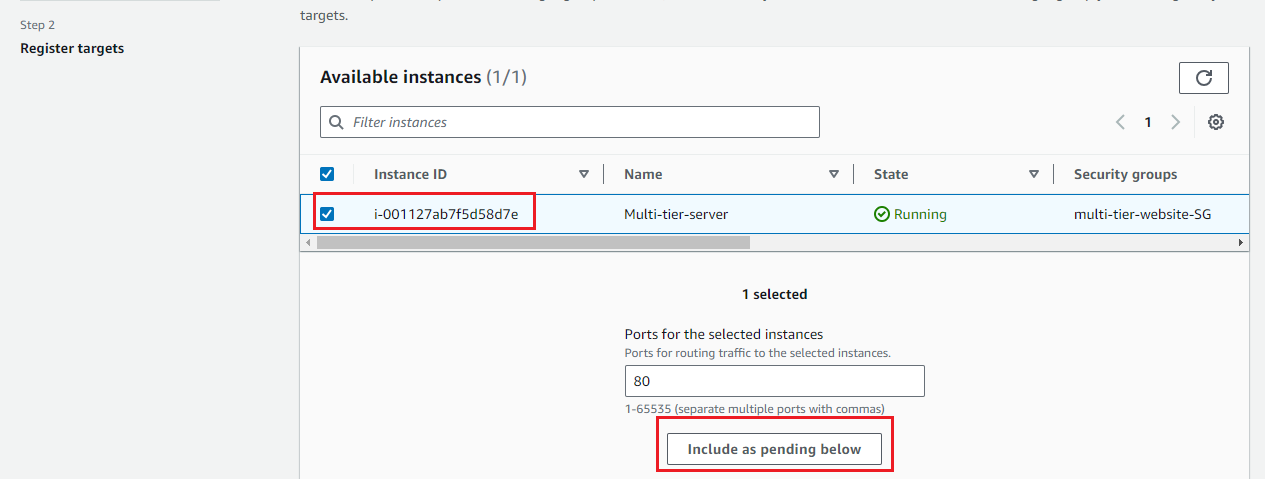 Step 2
Register targets
targets.
Available instances (1/1)
Filter instances
1
Instance ID Name State Security groups
i-001127ab7f5d58d7e Multi-tier-server Running multi-tier-website-SG
1 selected
Ports for the selected instances
Ports for routing traffic to the selected instances.
80
1-65535 (separate multiple ports with commas)
Include as pending below